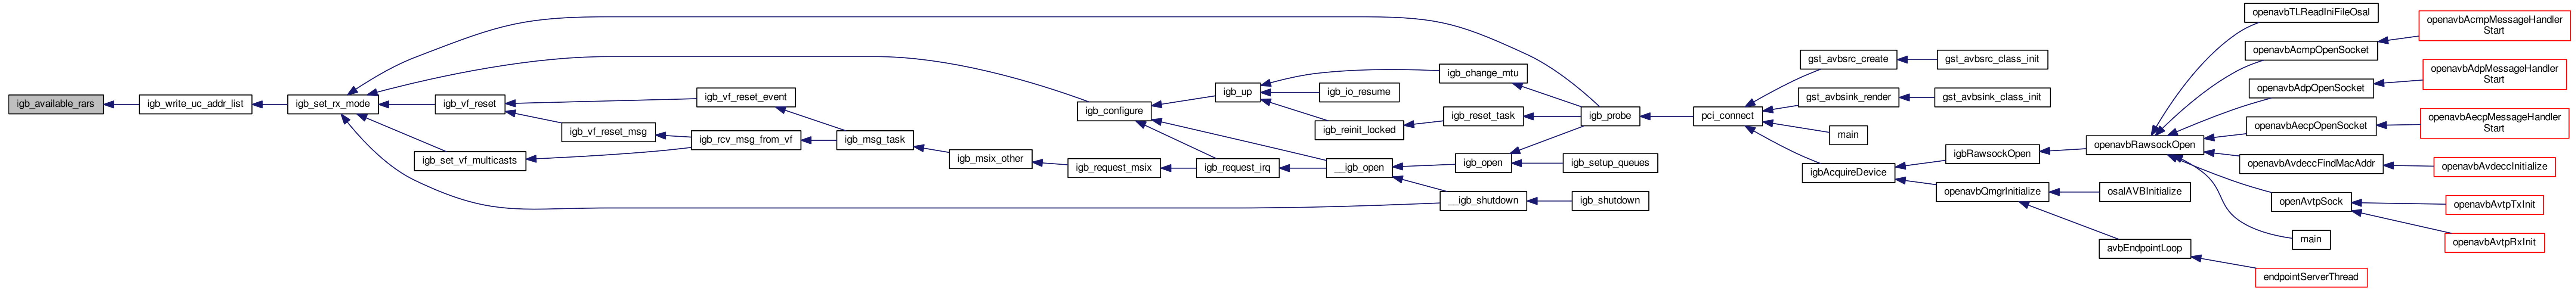 igb_available_rars
igb_write_uc_addr_list
igb_set_rx_mode
igb_vf_reset
igb_set_vf_multicasts
igb_vf_reset_msg
igb_vf_reset_event
igb_rcv_msg_from_vf
igb_msg_task
igb_msix_other
igb_configure
igb_request_msix
igb_up
igb_request_irq
igb_io_resume
igb_reinit_locked
__igb_open
igb_change_mtu
igb_reset_task
igb_open
__igb_shutdown
igb_probe
igb_setup_queues
igb_shutdown
pci_connect
gst_avbsrc_create
gst_avbsink_render
main
igbAcquireDevice
gst_avbsrc_class_init
gst_avbsink_class_init
igbRawsockOpen
openavbQmgrInitialize
openavbRawsockOpen
osalAVBInitialize
avbEndpointLoop
openavbTLReadIniFileOsal
openavbAcmpOpenSocket
openavbAdpOpenSocket
openavbAecpOpenSocket
openavbAvdeccFindMacAddr
openAvtpSock
main
endpointServerThread
openavbAcmpMessageHandler
Start
openavbAdpMessageHandler
Start
openavbAecpMessageHandler
Start
openavbAvdeccInitialize
openavbAvtpTxInit
openavbAvtpRxInit